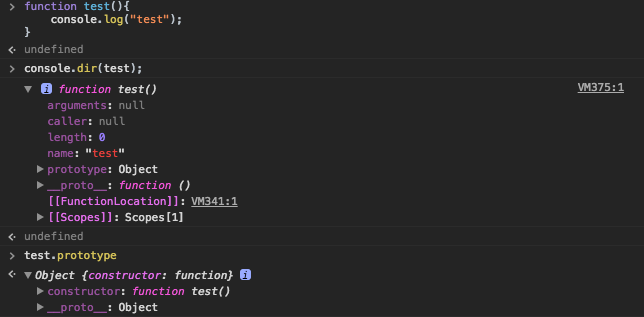 function test(){
console.log("test");
}
undefined
console.dir(test);
function test() VM375:1
arguments: null
caller: null
length: 0
name: "test"
prototype: Object
__proto__: function ()
[[FunctionLocation]]: VM341:1
[[Scopes]]: Scopes[1]
undefined
test.prototype
Object {constructor: function}
constructor: function test()
__proto__: Object